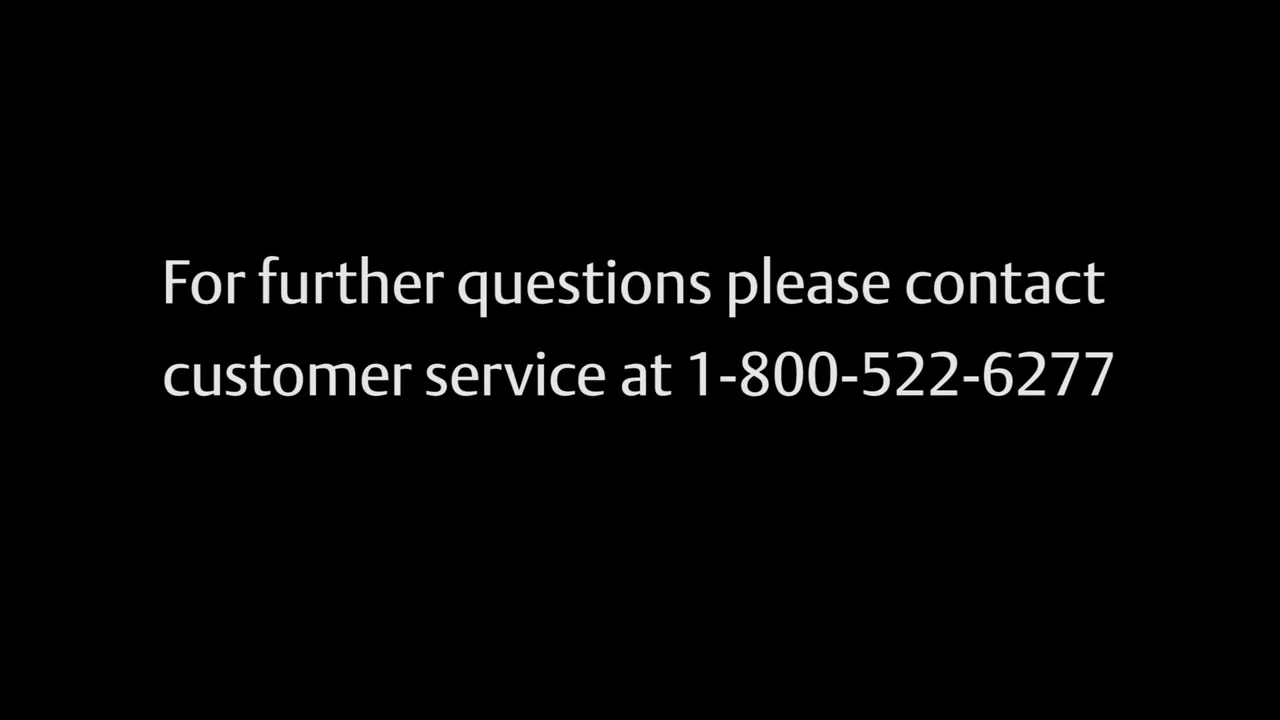 For further questions please contact
customer service at 1-800-522-6277